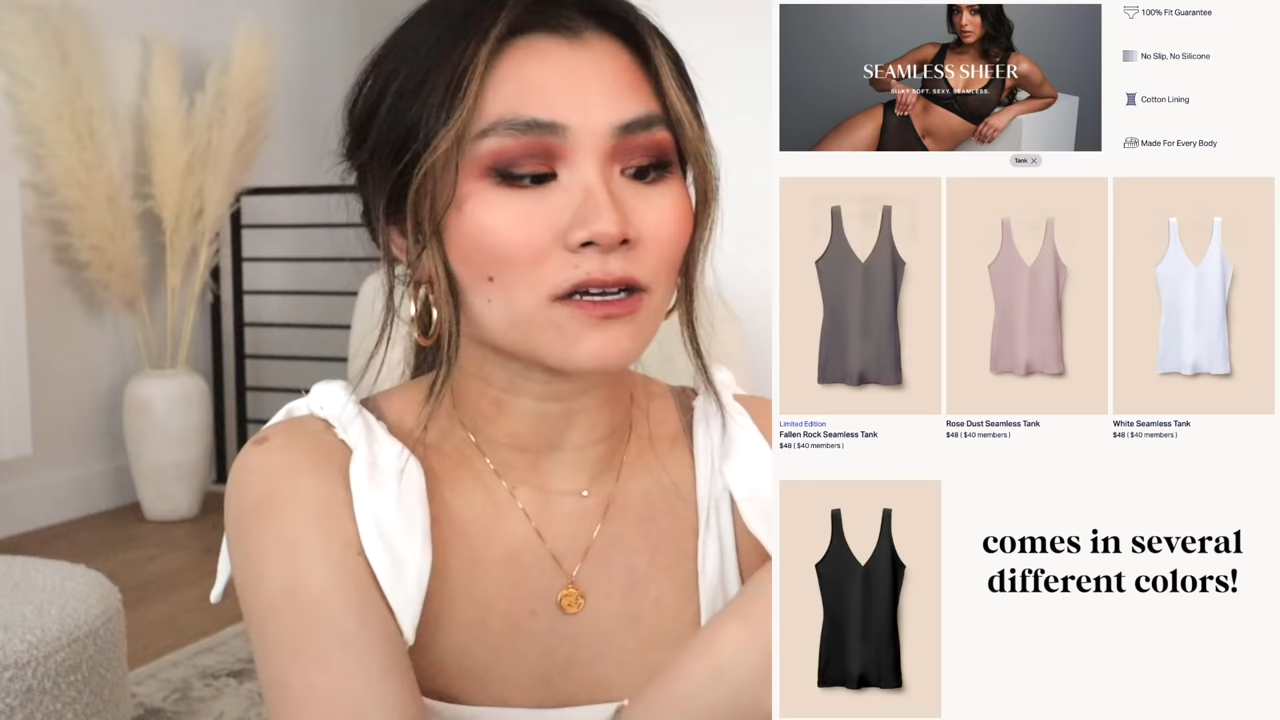 SEAMLESS SHEER
SILKY SOFT. SEXY. SEAMLESS.
100% Fit Guarantee
No Slip, No Silicone
Cotton Lining
Made For Every Body
Tank
Limited Edition
Fallen Rock Seamless Tank
$48 ( $40 members )
Rose Dust Seamless Tank
$48 ( $40 members )
White Seamless Tank
$48 ( $40 members )
comes in several
different colors!